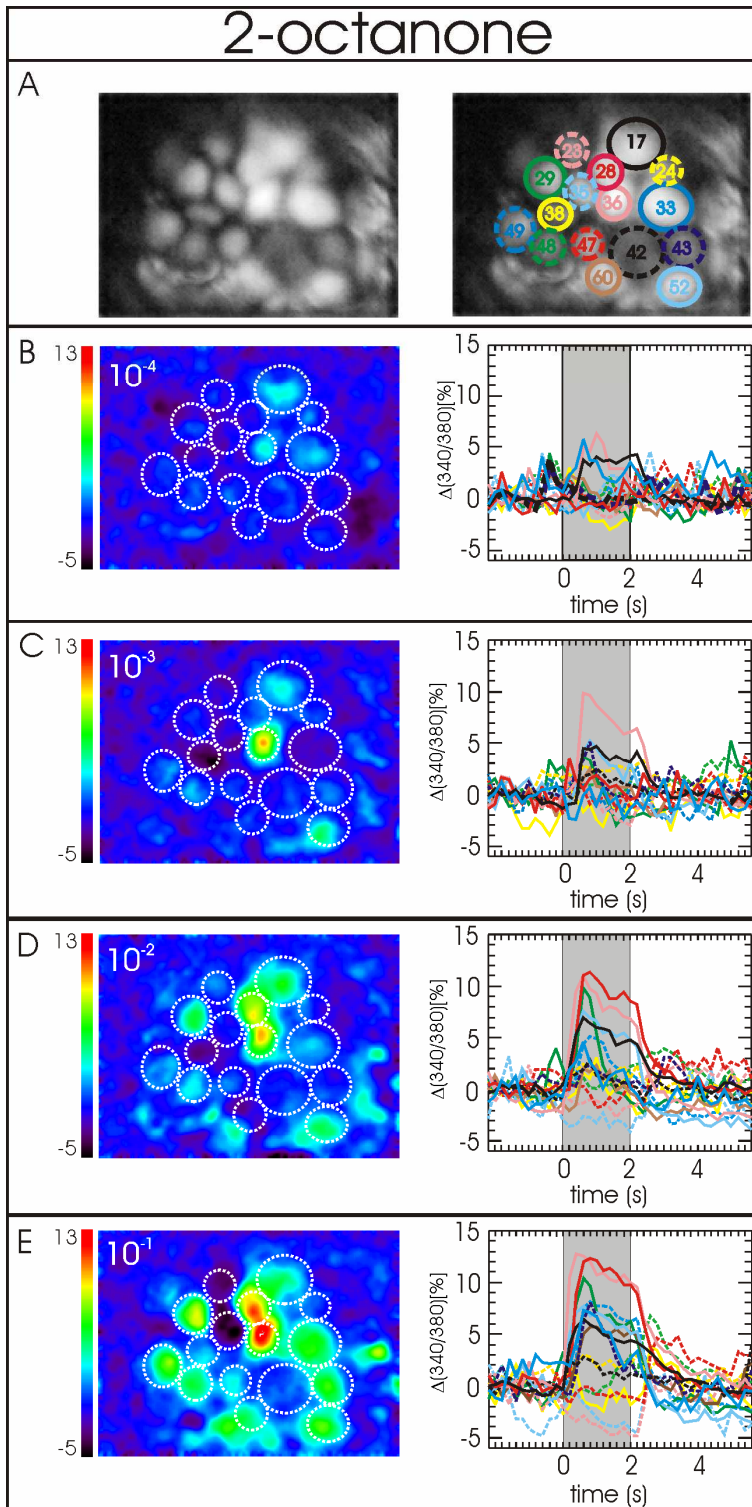 2-octanone
A
17
23
28
24
29
35
36
33
38
49
48
47
42
43
60
52
B
13
10-4
-5
15
10
5
0
-5
Δ(340/380)[%]
0 2 4
time (s)
C
13
10-3
-5
15
10
5
0
-5
Δ(340/380)[%]
0 2 4
time (s)
D
13
10-2
-5
15
10
5
0
-5
Δ(340/380)[%]
0 2 4
time (s)
E
13
10-1
-5
15
10
5
0
-5
Δ(340/380)[%]
0 2 4
time (s)